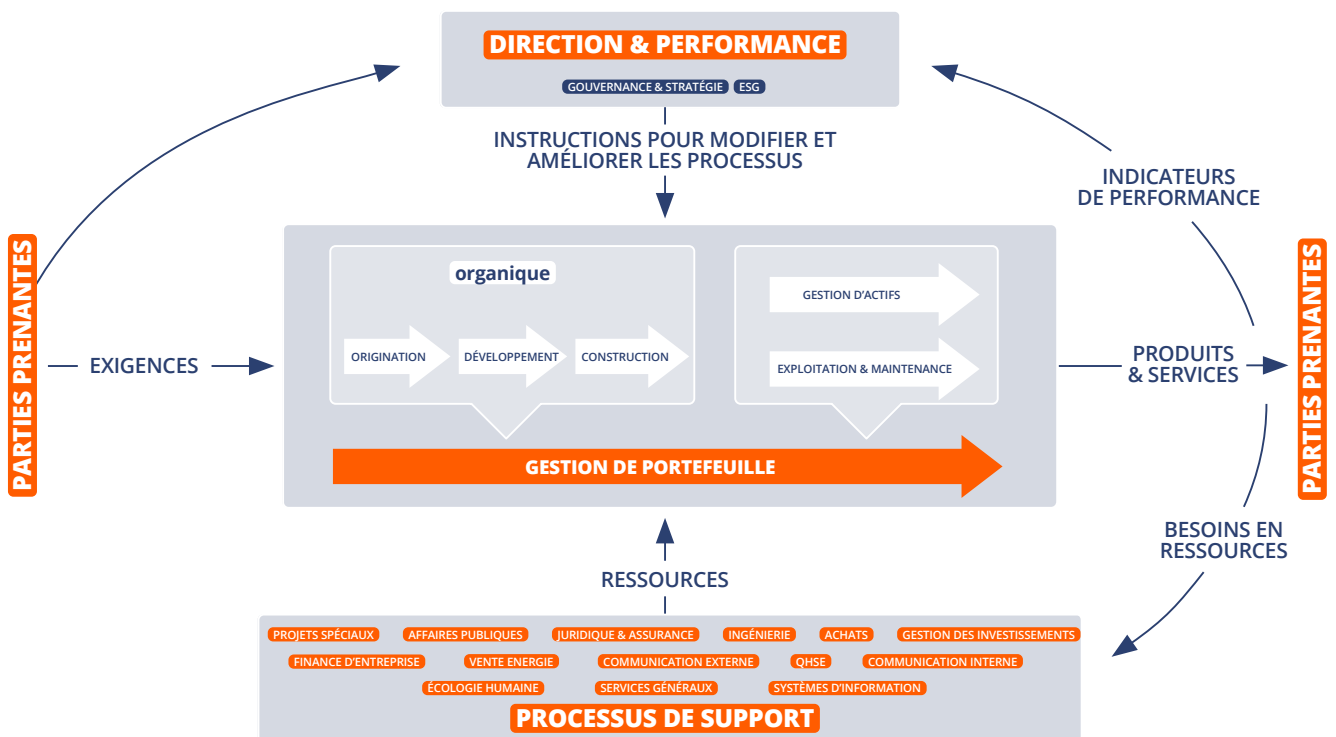 DIRECTION & PERFORMANCE
GOUVERNANCE & STRATÉGIE
ESG
INSTRUCTIONS POUR MODIFIER ET
AMÉLIORER LES PROCESSUS
INDICATEURS
DE PERFORMANCE
PARTIES PRENANTES
EXIGENCES
organique
ORIGINATION
DÉVELOPPEMENT
CONSTRUCTION
GESTION D'ACTIFS
EXPLOITATION & MAINTENANCE
GESTION DE PORTEFEUILLE
PRODUITS
& SERVICES
PARTIES PRENANTES
BESOINS EN
RESSOURCES
RESSOURCES
PROJETS SPÉCIAUX
AFFAIRES PUBLIQUES
JURIDIQUE & ASSURANCE
INGÉNIERIE
ACHATS
GESTION DES INVESTISSEMENTS
FINANCE D'ENTREPRISE
VENTE ENERGIE
COMMUNICATION EXTERNE
QHSE
COMMUNICATION INTERNE
ÉCOLOGIE HUMAINE
SERVICES GÉNÉRAUX
SYSTÈMES D'INFORMATION
PROCESSUS DE SUPPORT